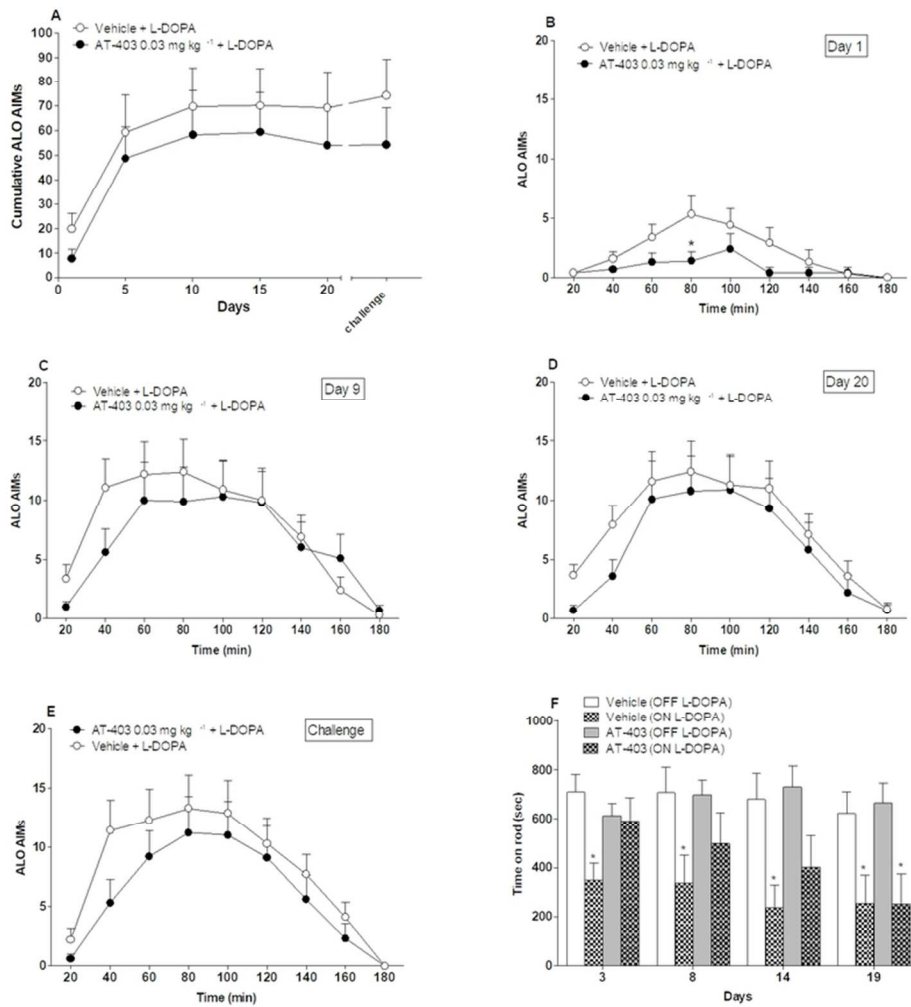 A
Vehicle + L-DOPA
AT-403 0.03 mg kg -1 + L-DOPA
100
90
80
70
60
50
40
30
20
10
0
Cumulative ALO AIMs
0 5 10 15 20 challenge
Days
B
Vehicle + L-DOPA
AT-403 0.03 mg kg -1 + L-DOPA
Day 1
20
15
10
5
0
ALO AIMs
*
20 40 60 80 100 120 140 160 180
Time (min)
C
Vehicle + L-DOPA
AT-403 0.03 mg kg -1 + L-DOPA
Day 9
20
15
10
5
0
ALO AIMs
20 40 60 80 100 120 140 160 180
Time (min)
D
Vehicle + L-DOPA
AT-403 0.03 mg kg -1 + L-DOPA
Day 20
20
15
10
5
0
ALO AIMs
20 40 60 80 100 120 140 160 180
Time (min)
E
AT-403 0.03 mg kg -1 + L-DOPA
Vehicle + L-DOPA
Challenge
20
15
10
5
0
ALO AIMs
20 40 60 80 100 120 140 160 180
Time (min)
F
Vehicle (OFF L-DOPA)
Vehicle (ON L-DOPA)
AT-403 (OFF L-DOPA)
AT-403 (ON L-DOPA)
1000
800
600
400
200
0
Time on rod (sec)
* * * * *
3 8 14 19
Days